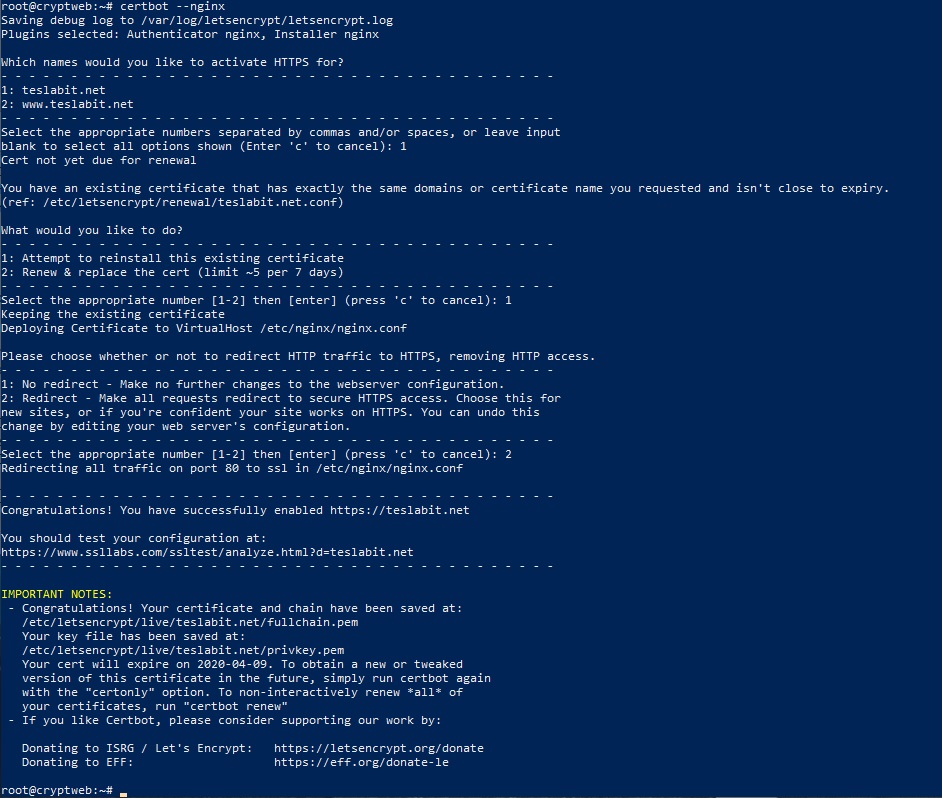 root@cryptweb:~# certbot --nginx
Saving debug log to /var/log/letsencrypt/letsencrypt.log
Plugins selected: Authenticator nginx, Installer nginx
Which names would you like to activate HTTPS for?
- - - - - - - - - - - - - - - - - - - - - - - - - - - - - - - - - - - - - - - -
1: teslabit.net
2: www.teslabit.net
- - - - - - - - - - - - - - - - - - - - - - - - - - - - - - - - - - - - - - - -
Select the appropriate numbers separated by commas and/or spaces, or leave input
blank to select all options shown (Enter 'c' to cancel): 1
Cert not yet due for renewal
You have an existing certificate that has exactly the same domains or certificate name you requested and isn't close to expiry.
(ref: /etc/letsencrypt/renewal/teslabit.net.conf)
What would you like to do?
- - - - - - - - - - - - - - - - - - - - - - - - - - - - - - - - - - - - - - - -
1: Attempt to reinstall this existing certificate
2: Renew & replace the cert (limit ~5 per 7 days)
- - - - - - - - - - - - - - - - - - - - - - - - - - - - - - - - - - - - - - - -
Select the appropriate number [1-2] then [enter] (press 'c' to cancel): 1
Keeping the existing certificate
Deploying Certificate to VirtualHost /etc/nginx/nginx.conf
Please choose whether or not to redirect HTTP traffic to HTTPS, removing HTTP access.
- - - - - - - - - - - - - - - - - - - - - - - - - - - - - - - - - - - - - - - -
1: No redirect - Make no further changes to the webserver configuration.
2: Redirect - Make all requests redirect to secure HTTPS access. Choose this for
new sites, or if you're confident your site works on HTTPS. You can undo this
change by editing your web server's configuration.
- - - - - - - - - - - - - - - - - - - - - - - - - - - - - - - - - - - - - - - -
Select the appropriate number [1-2] then [enter] (press 'c' to cancel): 2
Redirecting all traffic on port 80 to ssl in /etc/nginx/nginx.conf
- - - - - - - - - - - - - - - - - - - - - - - - - - - - - - - - - - - - - - - -
Congratulations! You have successfully enabled https://teslabit.net
You should test your configuration at:
https://www.ssllabs.com/ssltest/analyze.html?d=teslabit.net
- - - - - - - - - - - - - - - - - - - - - - - - - - - - - - - - - - - - - - - -
IMPORTANT NOTES:
- Congratulations! Your certificate and chain have been saved at:
/etc/letsencrypt/live/teslabit.net/fullchain.pem
Your key file has been saved at:
/etc/letsencrypt/live/teslabit.net/privkey.pem
Your cert will expire on 2020-04-09. To obtain a new or tweaked
version of this certificate in the future, simply run certbot again
with the "certonly" option. To non-interactively renew *all* of
your certificates, run "certbot renew"
- If you like Certbot, please consider supporting our work by:
Donating to ISRG / Let's Encrypt:   https://letsencrypt.org/donate
Donating to EFF:                    https://eff.org/donate-le
root@cryptweb:~#